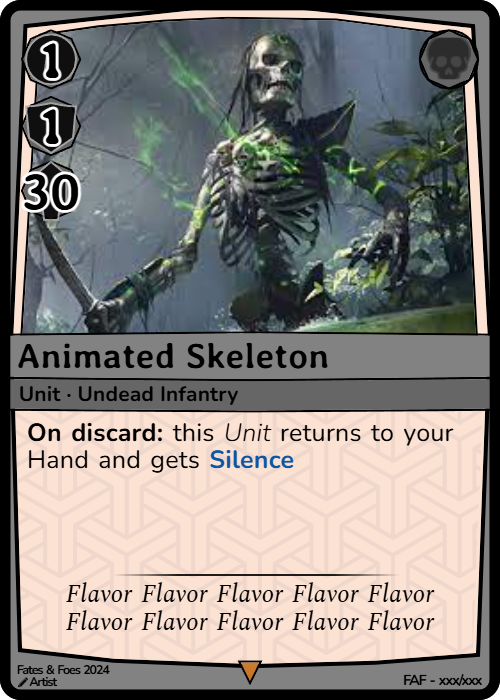 1
1
30
Animated Skeleton
Unit · Undead Infantry
On discard: this Unit returns to your
Hand and gets Silence
Flavor Flavor Flavor Flavor Flavor
Flavor Flavor Flavor Flavor Flavor
Fates & Foes 2024
Artist
FAF - xxx/xxx